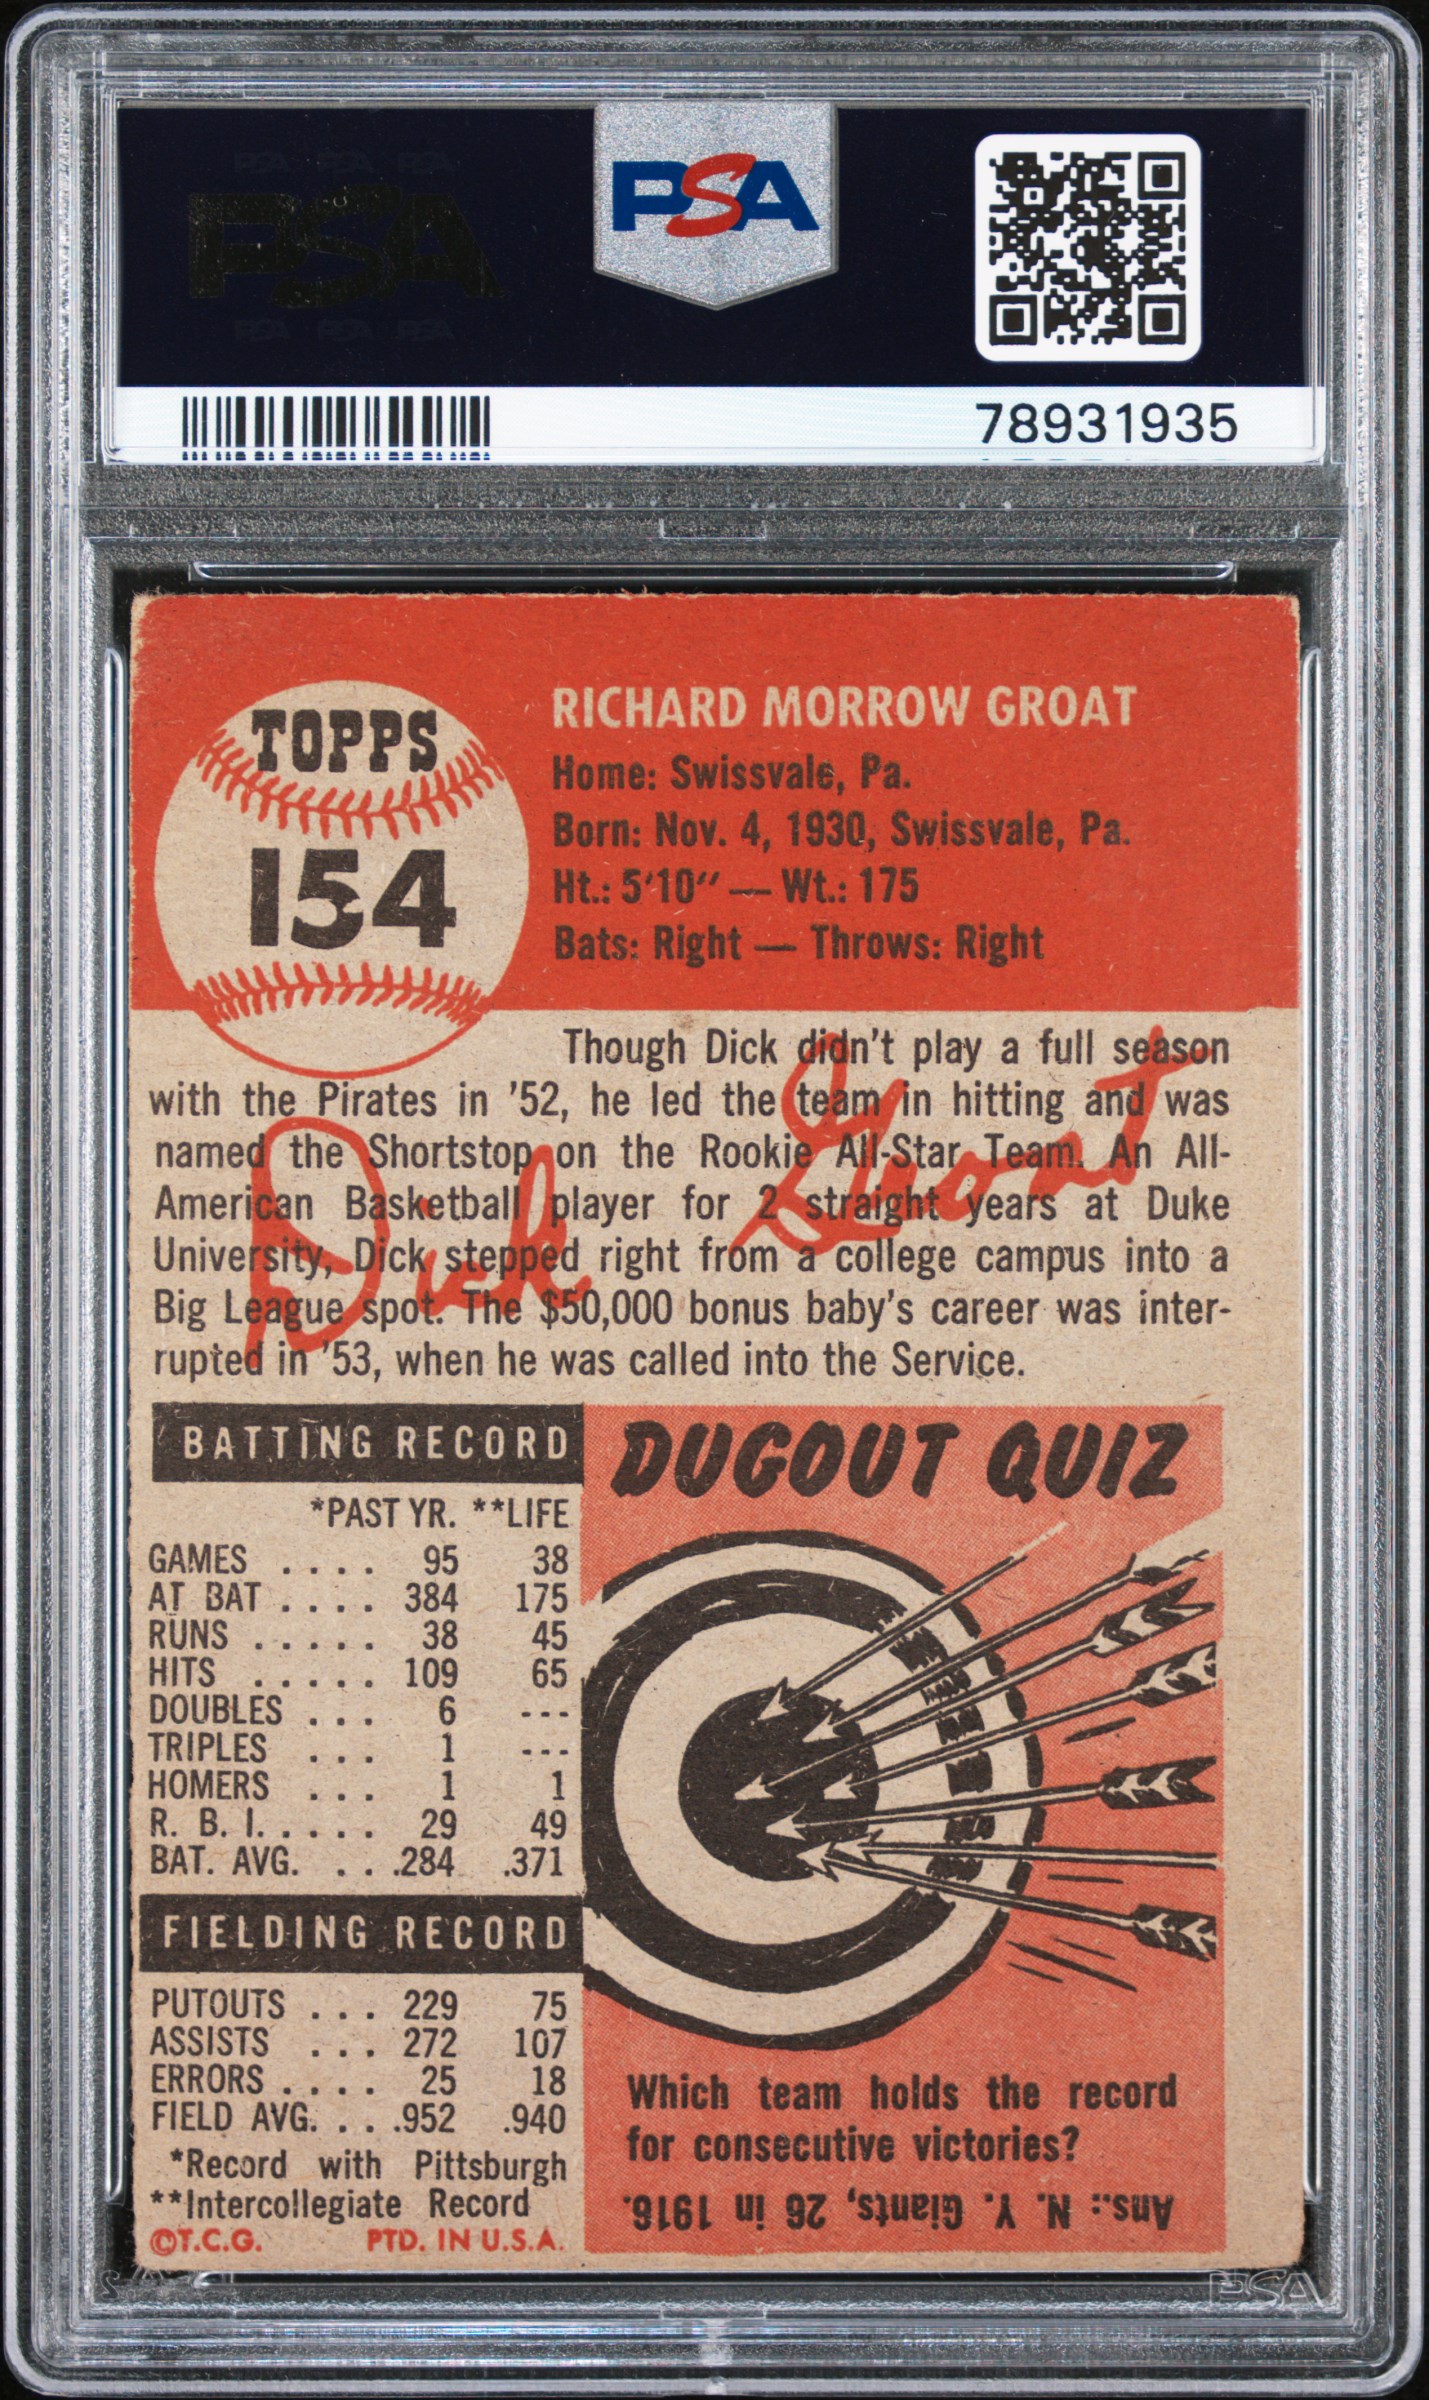 PSA
PSA
78931935
TOPPS
154
RICHARD MORROW GROAT
Home: Swissvale, Pa.
Born: Nov. 4, 1930, Swissvale, Pa.
Ht.: 5'10" — Wt.: 175
Bats: Right — Throws: Right
Though Dick didn't play a full season
with the Pirates in '52, he led the team in hitting and was
named the Shortstop on the Rookie All-Star Team. An All-
American Basketball player for 2 straight years at Duke
University, Dick stepped right from a college campus into a
Big League spot. The $50,000 bonus baby's career was inter-
rupted in '53, when he was called into the Service.
Dick Groat
BATTING RECORD
*PAST YR. **LIFE
GAMES .... 95 38
AT BAT .... 384 175
RUNS ..... 38 45
HITS ..... 109 65
DOUBLES ... 6 ---
TRIPLES ... 1 ---
HOMERS ... 1 1
R. B. I. .... 29 49
BAT. AVG. ...284 .371
FIELDING RECORD
PUTOUTS ... 229 75
ASSISTS ... 272 107
ERRORS .... 25 18
FIELD AVG. ...952 .940
*Record with Pittsburgh
**Intercollegiate Record
©T.C.G. PTD. IN U.S.A.
DUGOUT QUIZ
Which team holds the record
for consecutive victories?
Ans.: N. Y. Giants, 26 in 1916.
PSA